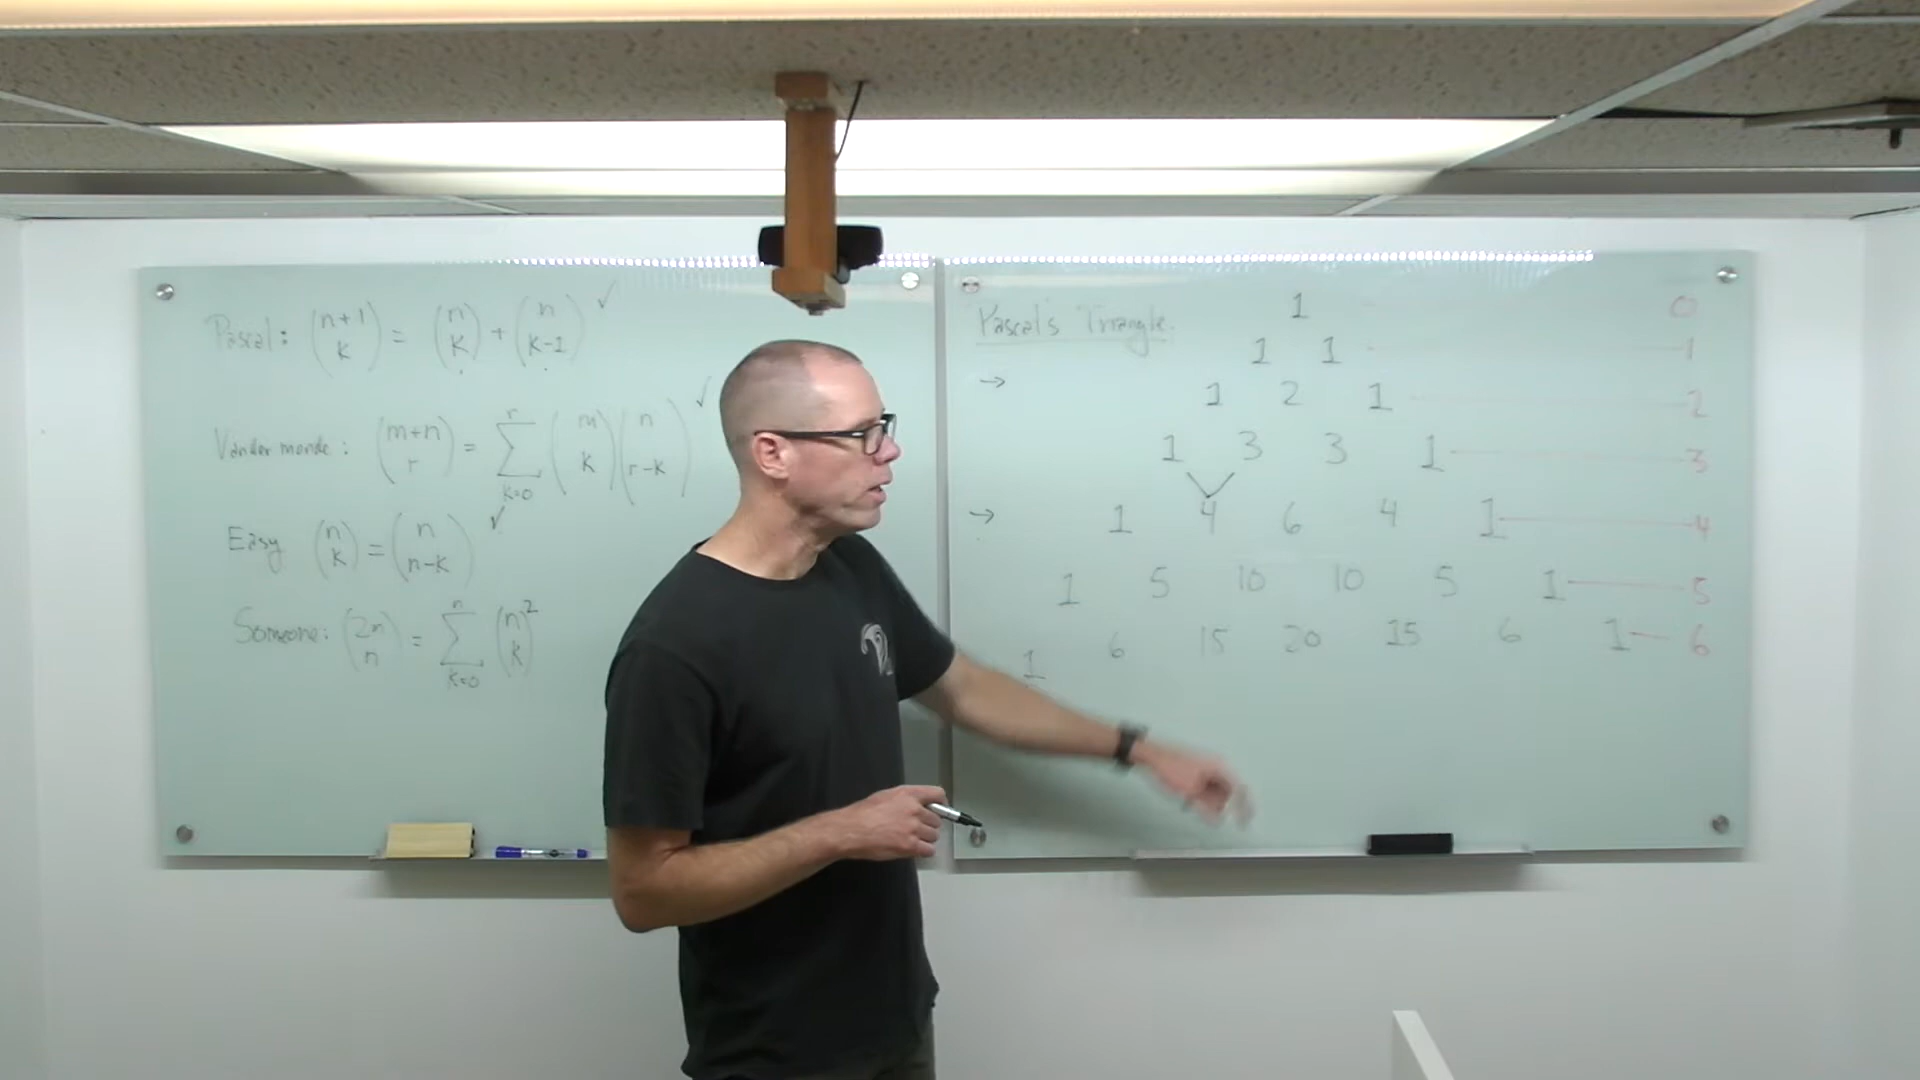 Pascal: (n+1 k) = (n k) + (n k-1) ✓
Vandermonde: (m+n r) = ∑ r k=0 (m k)(n r-k) ✓
Easy (n k) = (n n-k) ✓
Someone: (2n n) = ∑ n k=0 (n k)²
Pascal's Triangle.
1 0
1 1 1
→ 1 2 1 2
1 3 3 1 3
→ 1 4 6 4 1 4
1 5 10 10 5 1 5
1 6 15 20 15 6 1 6